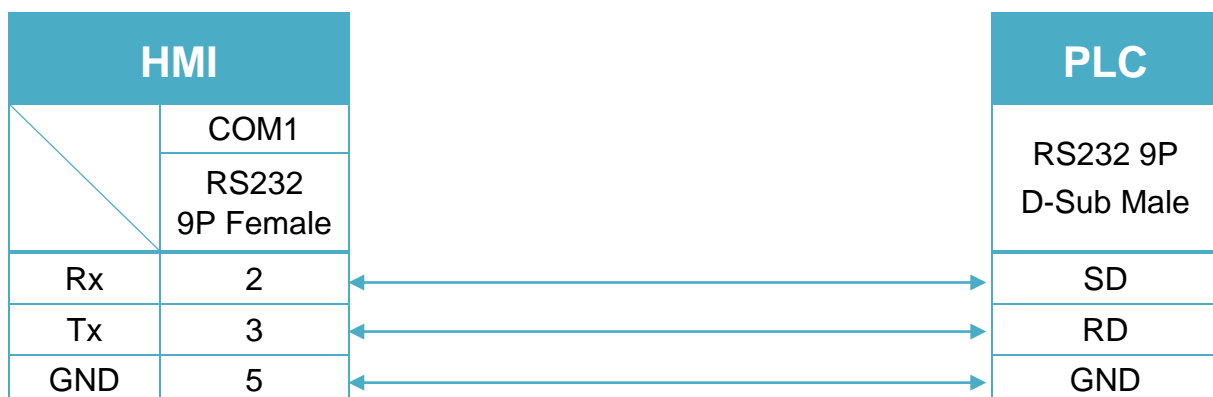 HMI PLC
COM1
RS232
9P Female
RS232 9P
D-Sub Male
Rx 2 SD
Tx 3 RD
GND 5 GND